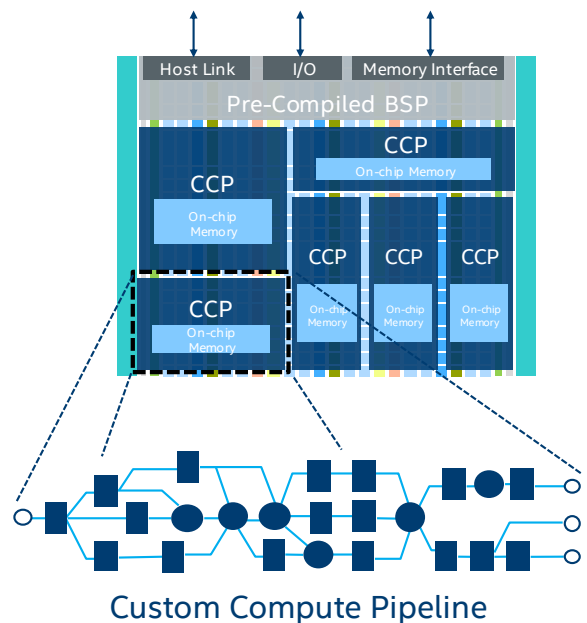 Host Link
I/O
Memory Interface
Pre-Compiled BSP
CCP
On-chip
Memory
CCP
On-chip Memory
CCP
On-chip
Memory
CCP
On-chip
Memory
CCP
On-chip
Memory
CCP
On-chip
Memory
Custom Compute Pipeline